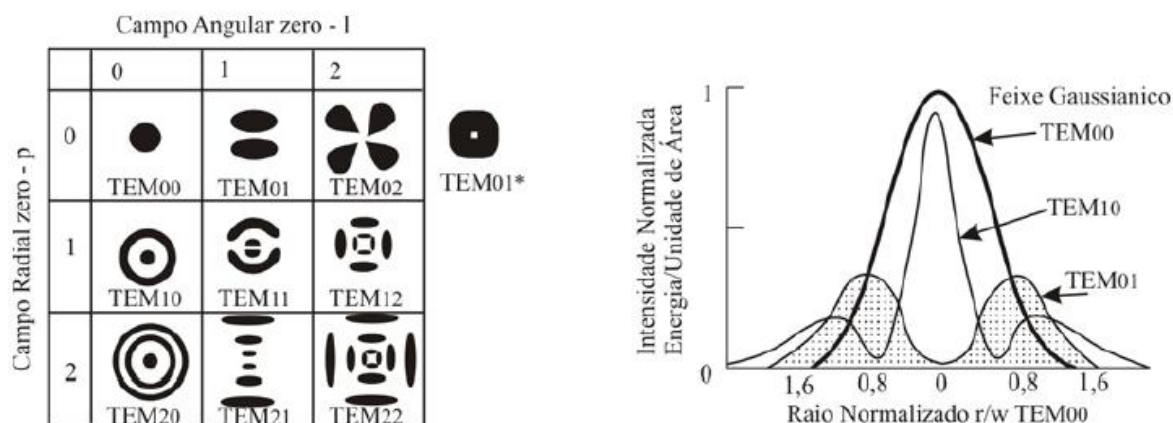 Campo Angular zero - l
0 1 2
Campo Radial zero - p
0
TEM00 TEM01 TEM02 TEM01*
1
TEM10 TEM11 TEM12
2
TEM20 TEM21 TEM22
Intensidade Normalizada
Energia/Unidade de Área
1
0
Feixe Gaussianico
TEM00
TEM10
TEM01
1,6 0,8 0 0,8 1,6
Raio Normalizado r/w TEM00